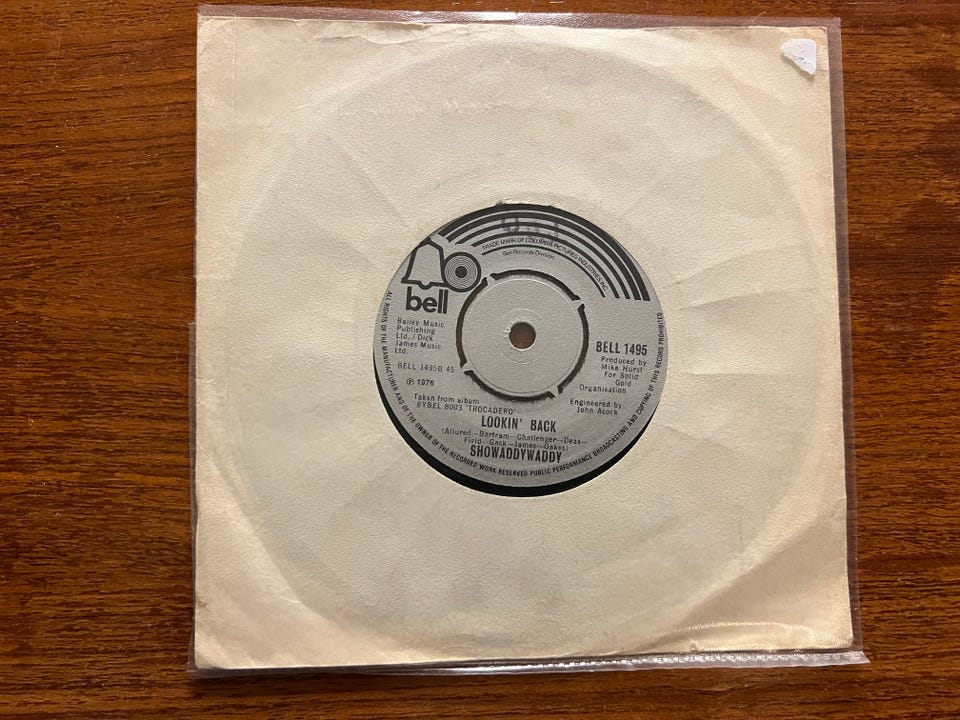 TRADE MARK OF COLUMBIA PICTURES INDUSTRIES INC.
Bell Records Division
bell
Bailey Music
Publishing
Ltd. / Dick
James Music
Ltd.
BELL 1495B 45
℗ 1976
BELL 1495
Produced by
Mike Hurst
For Solid
Gold
Organisation
Engineered by
John Acock
Taken from album
SYBEL 8003 'TROCADERO'
LOOKIN' BACK
(Allured—Bartram—Challenger—Deas—
Field—Gask—James—Oakes)
SHOWADDYWADDY
ALL RIGHTS OF THE MANUFACTURER AND OF THE OWNER OF THE RECORDED WORK RESERVED PUBLIC PERFORMANCE BROADCASTING AND COPYING OF THIS RECORD PROHIBITED